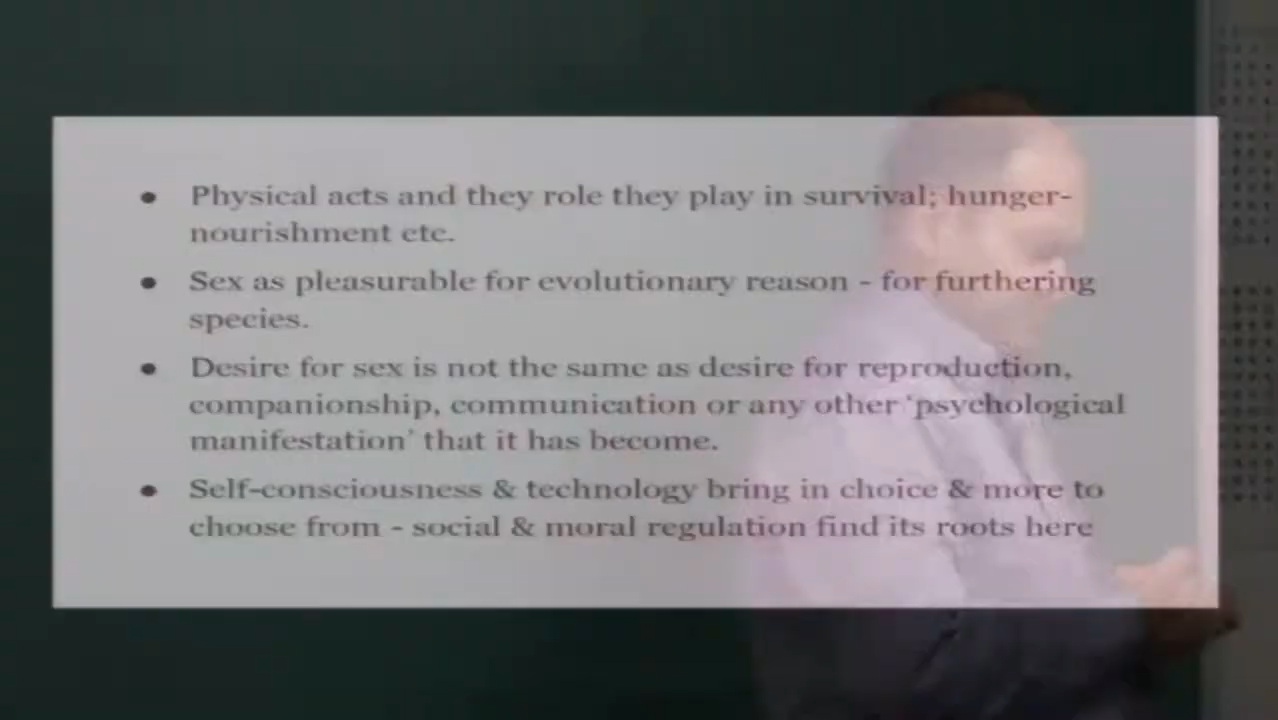 Physical acts and they role they play in survival; hunger-
nourishment etc.
Sex as pleasurable for evolutionary reason - for furthering
species.
Desire for sex is not the same as desire for reproduction,
companionship, communication or any other 'psychological
manifestation' that it has become.
Self-consciousness & technology bring in choice & more to
choose from - social & moral regulation find its roots here